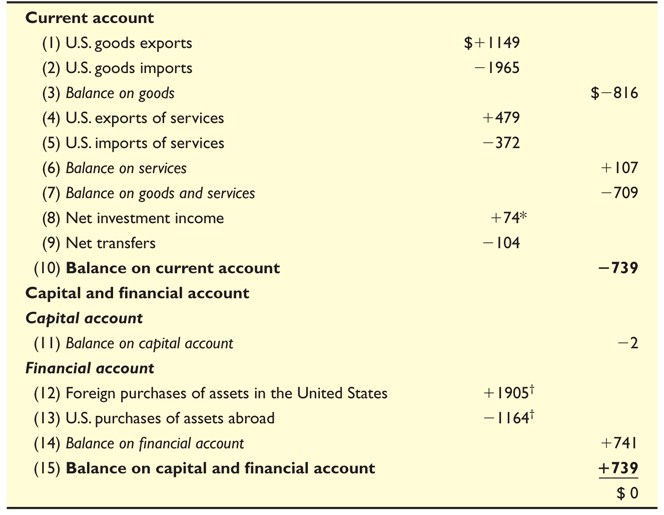 Current account
(1) U.S. goods exports $+1149
(2) U.S. goods imports −1965
(3) Balance on goods $−816
(4) U.S. exports of services +479
(5) U.S. imports of services −372
(6) Balance on services +107
(7) Balance on goods and services −709
(8) Net investment income +74*
(9) Net transfers −104
(10) Balance on current account −739
Capital and financial account
Capital account
(11) Balance on capital account −2
Financial account
(12) Foreign purchases of assets in the United States +1905†
(13) U.S. purchases of assets abroad −1164†
(14) Balance on financial account +741
(15) Balance on capital and financial account +739
$ 0